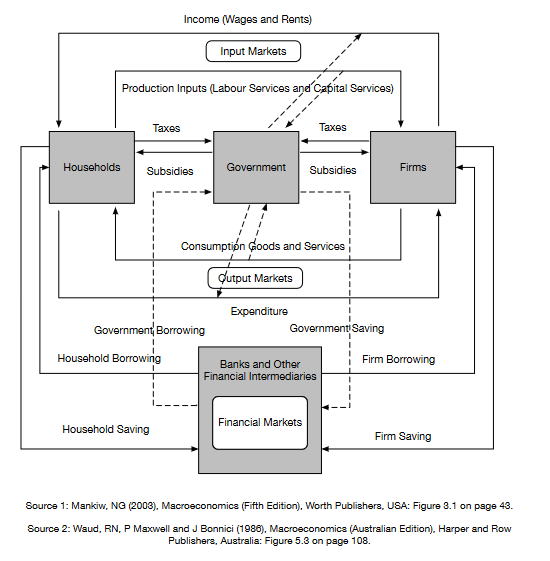 Income (Wages and Rents)
Input Markets
Production Inputs (Labour Services and Capital Services)
Taxes
Taxes
Households
Government
Firms
Subsidies
Subsidies
Consumption Goods and Services
Output Markets
Expenditure
Government Borrowing
Government Saving
Household Borrowing
Banks and Other
Financial Intermediaries
Firm Borrowing
Financial Markets
Household Saving
Firm Saving
Source 1: Mankiw, NG (2003), Macroeconomics (Fifth Edition), Worth Publishers, USA: Figure 3.1 on page 43.
Source 2: Waud, RN, P Maxwell and J Bonnici (1986), Macroeconomics (Australian Edition), Harper and Row
Publishers, Australia: Figure 5.3 on page 108.